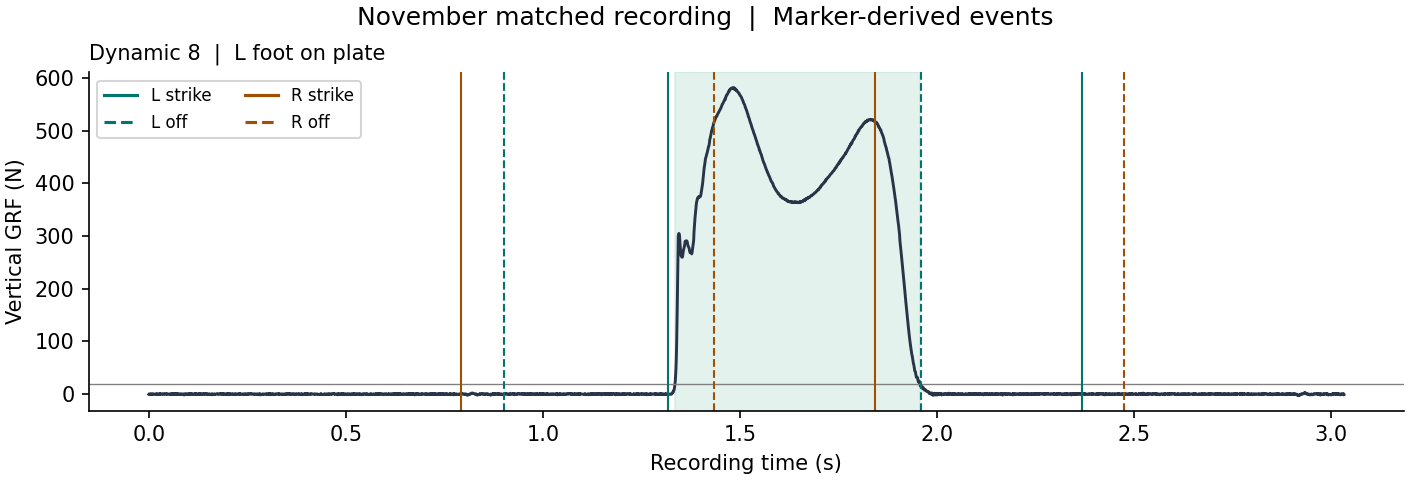 November matched recording | Marker-derived events
Dynamic 8 | L foot on plate
L strike
L off
R strike
R off
Vertical GRF (N)
600
500
400
300
200
100
0
0.0 0.5 1.0 1.5 2.0 2.5 3.0
Recording time (s)